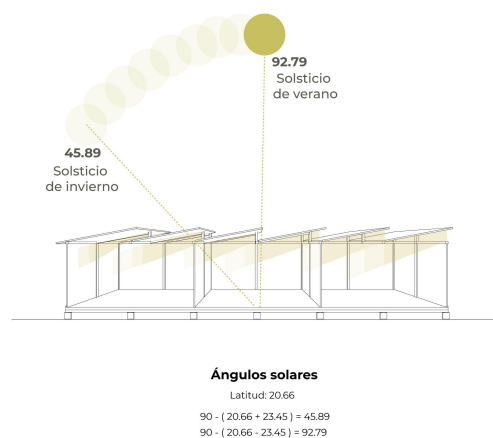 92.79
Solsticio
de verano
45.89
Solsticio
de invierno
Ángulos solares
Latitud: 20.66
90 - ( 20.66 + 23.45 ) = 45.89
90 - ( 20.66 - 23.45 ) = 92.79